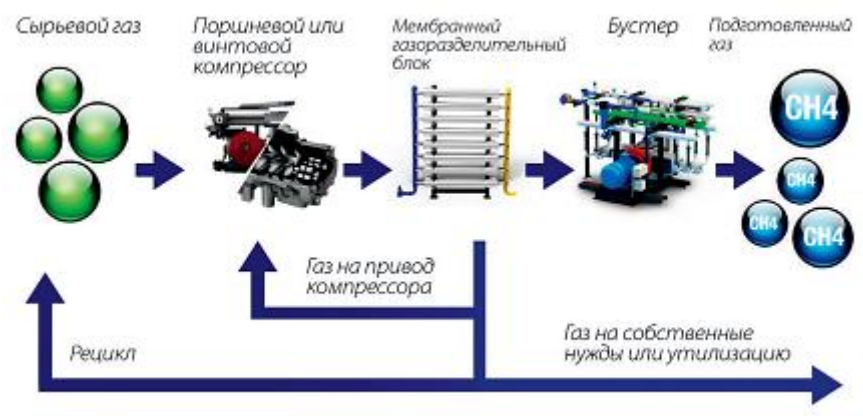 Сырьевой газ
Поршневой или
винтовой
компрессор
Мембранный
газоразделительный
блок
Бустер
Подготовленный
газ
CH4
CH4
CH4
CH4
Газ на привод
компрессора
Рецикл
Газ на собственные
нужды или утилизацию